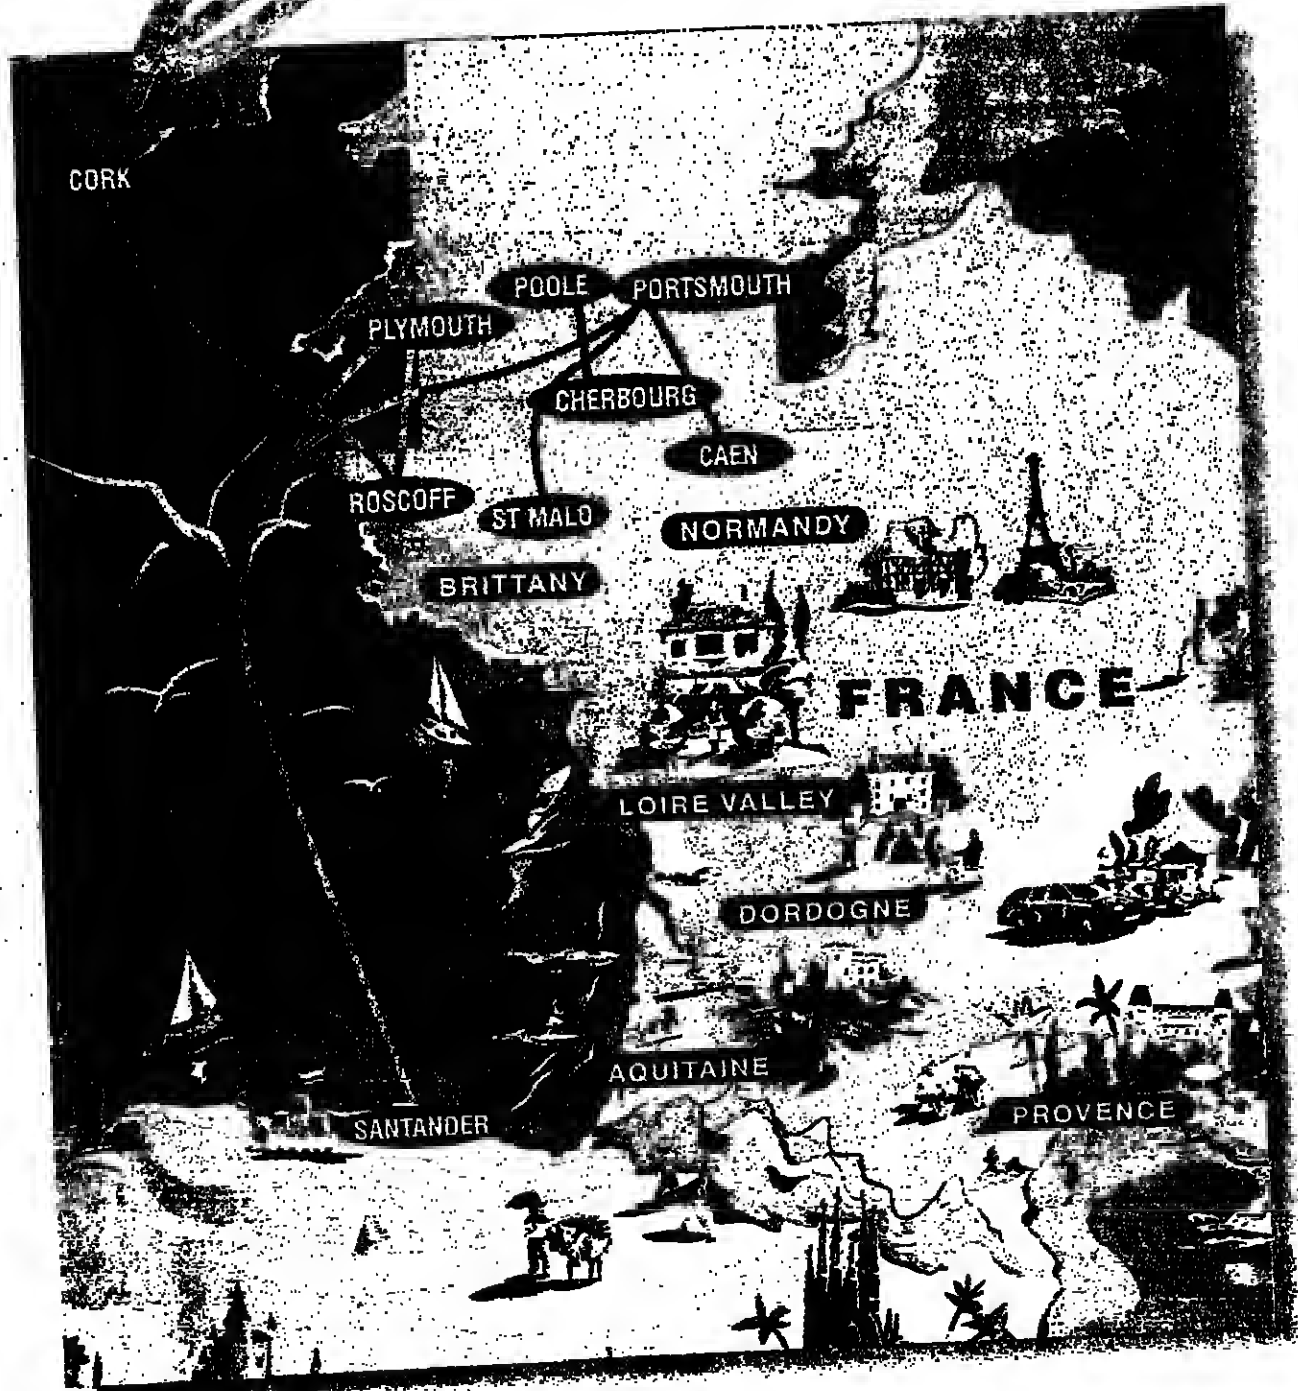 CORK
POOLE
PORTSMOUTH
PLYMOUTH
CHERBOURG
CAEN
ROSCOFF
ST MALO
NORMANDY
BRITTANY
FRANCE
LOIRE VALLEY
DORDOGNE
AQUITAINE
PROVENCE
SANTANDER